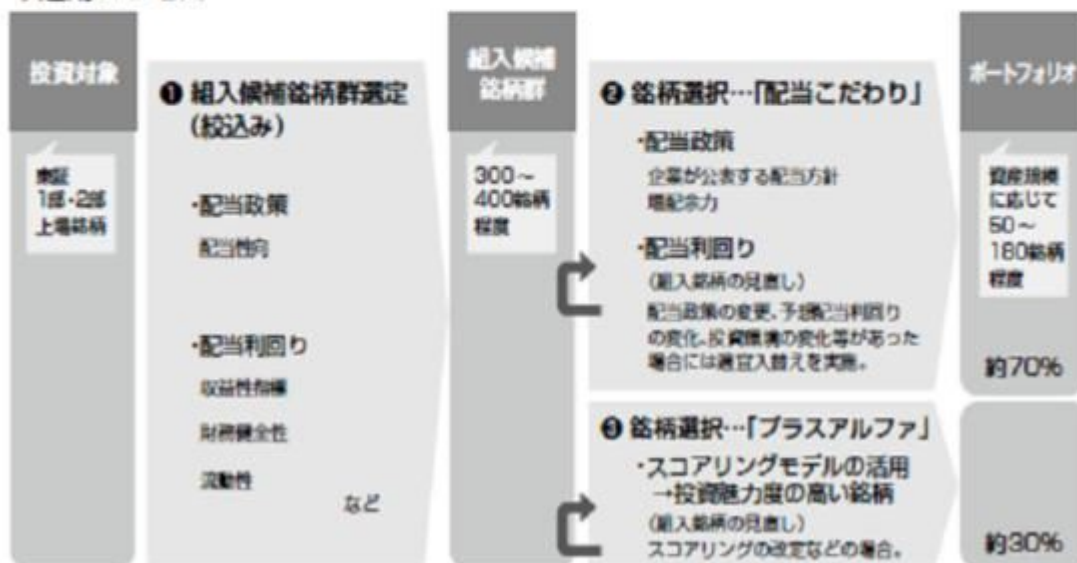 投資対象
東証
1部・2部
上場銘柄
❶ 組入候補銘柄群選定
(絞込み)
・配当政策
配当性向
・配当利回り
収益性指標
財務健全性
流動性
など
組入候補
銘柄群
300～
400銘柄
程度
❷ 銘柄選択…「配当こだわり」
・配当政策
企業が公表する配当方針
増配余力
・配当利回り
(組入銘柄の見直し)
配当政策の変更、予想配当利回り
の変化、投資環境の変化等があった
場合には適宜入替えを実施。
❸ 銘柄選択…「プラスアルファ」
・スコアリングモデルの活用
→投資魅力度の高い銘柄
(組入銘柄の見直し)
スコアリングの改定などの場合。
ポートフォリオ
資産規模
に応じて
50～
180銘柄
程度
約70%
約30%